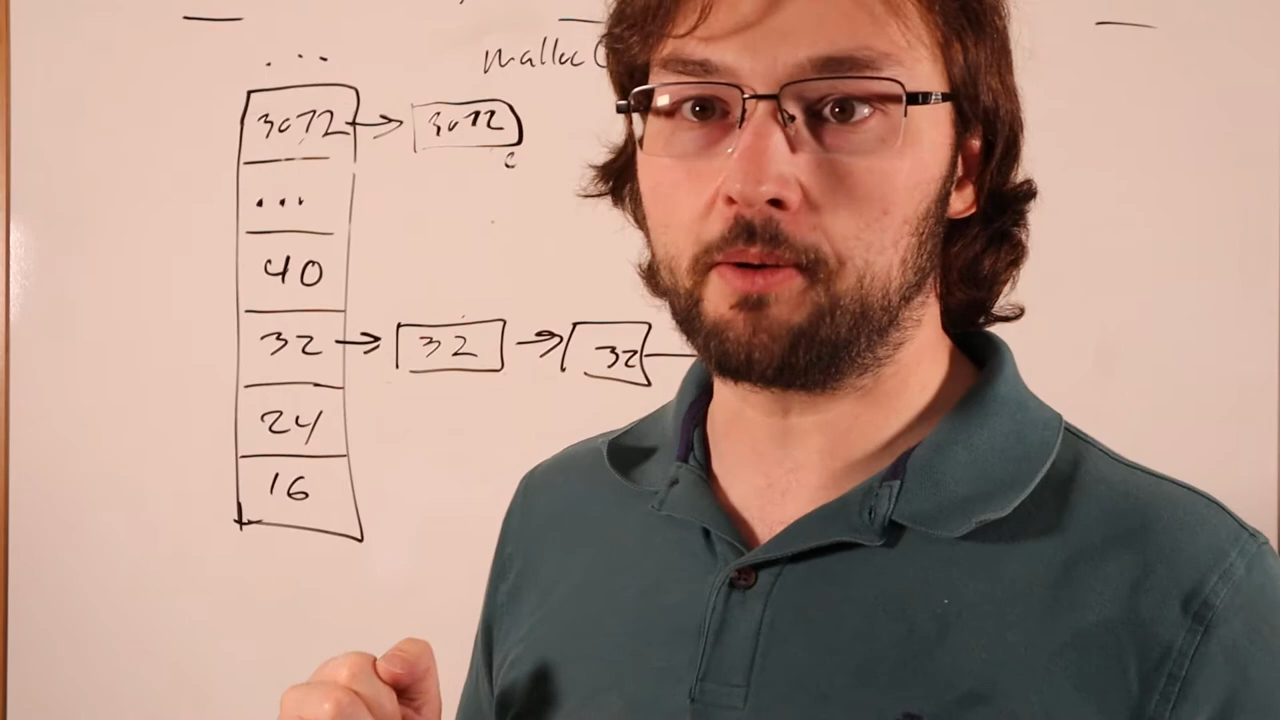 ...
malloc(
3072 → 3072
c
...
40
32 → 32 → 32
24
16